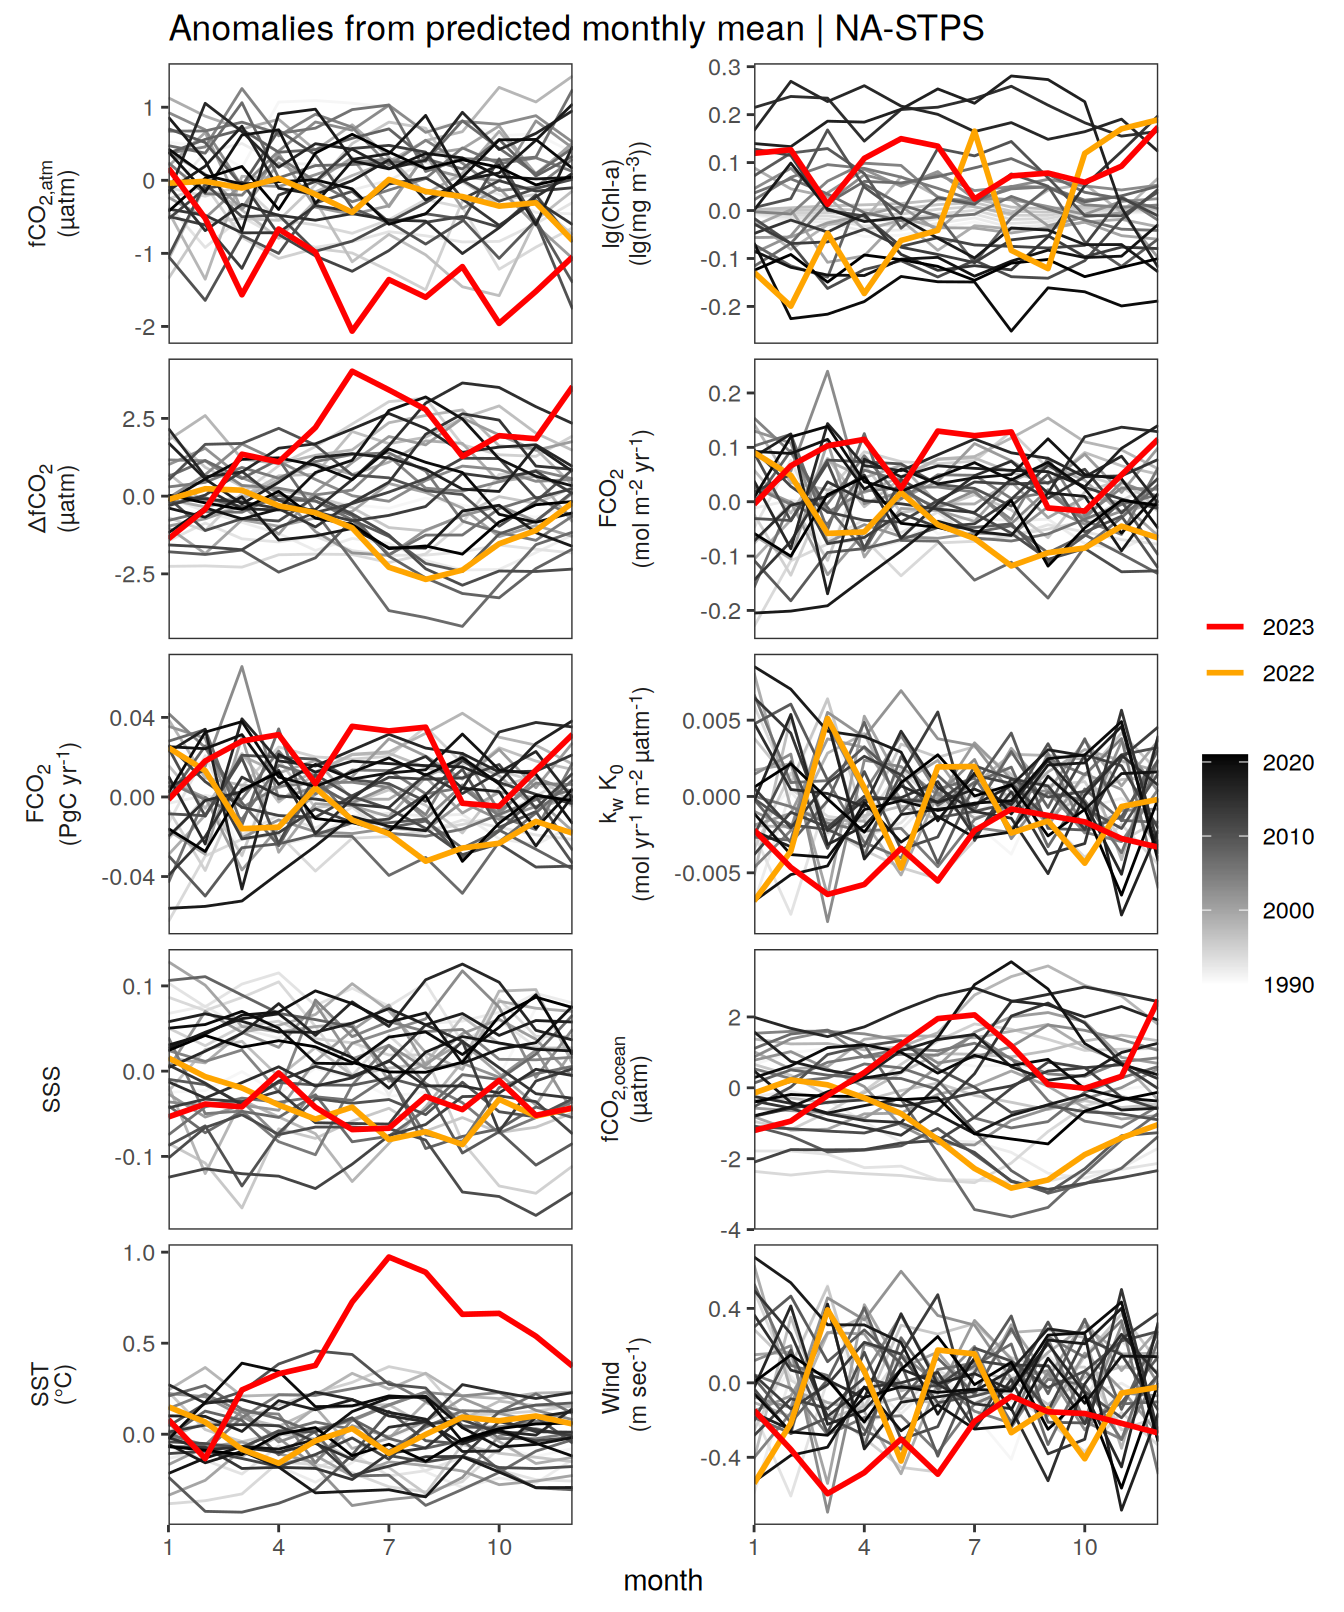 Anomalies from predicted monthly mean | NA-STPS
fCO2,atm
(µatm)
1
0
-1
-2
lg(Chl-a)
(lg(mg m-3))
0.3
0.2
0.1
0.0
-0.1
-0.2
ΔfCO2
(µatm)
2.5
0.0
-2.5
FCO2
(mol m-2 yr-1)
0.2
0.1
0.0
-0.1
-0.2
FCO2
(PgC yr-1)
0.04
0.00
-0.04
kw K0
(mol yr-1 m-2 µatm-1)
0.005
0.000
-0.005
SSS
0.1
0.0
-0.1
fCO2,ocean
(µatm)
2
0
-2
-4
SST
(°C)
1.0
0.5
0.0
Wind
(m sec-1)
0.4
0.0
-0.4
1 4 7 10
1 4 7 10
month
2023
2022
2020
2010
2000
1990